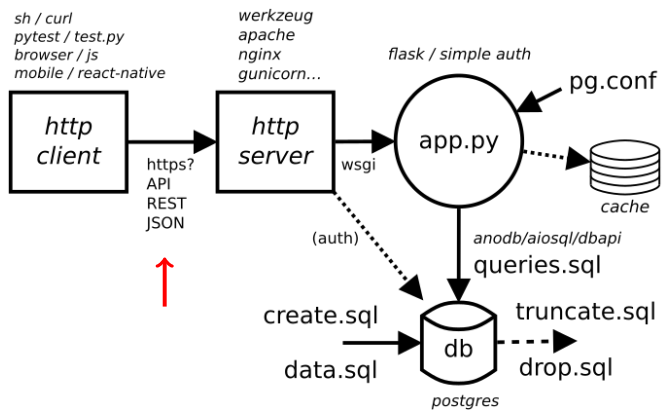 sh / curl
pytest / test.py
browser / js
mobile / react-native
werkzeug
apache
nginx
gunicorn...
flask / simple auth
pg.conf
http
client
http
server
app.py
https?
API
REST
JSON
wsgi
cache
(auth)
anodb/aiosql/dbapi
queries.sql
create.sql
data.sql
db
truncate.sql
drop.sql
postgres